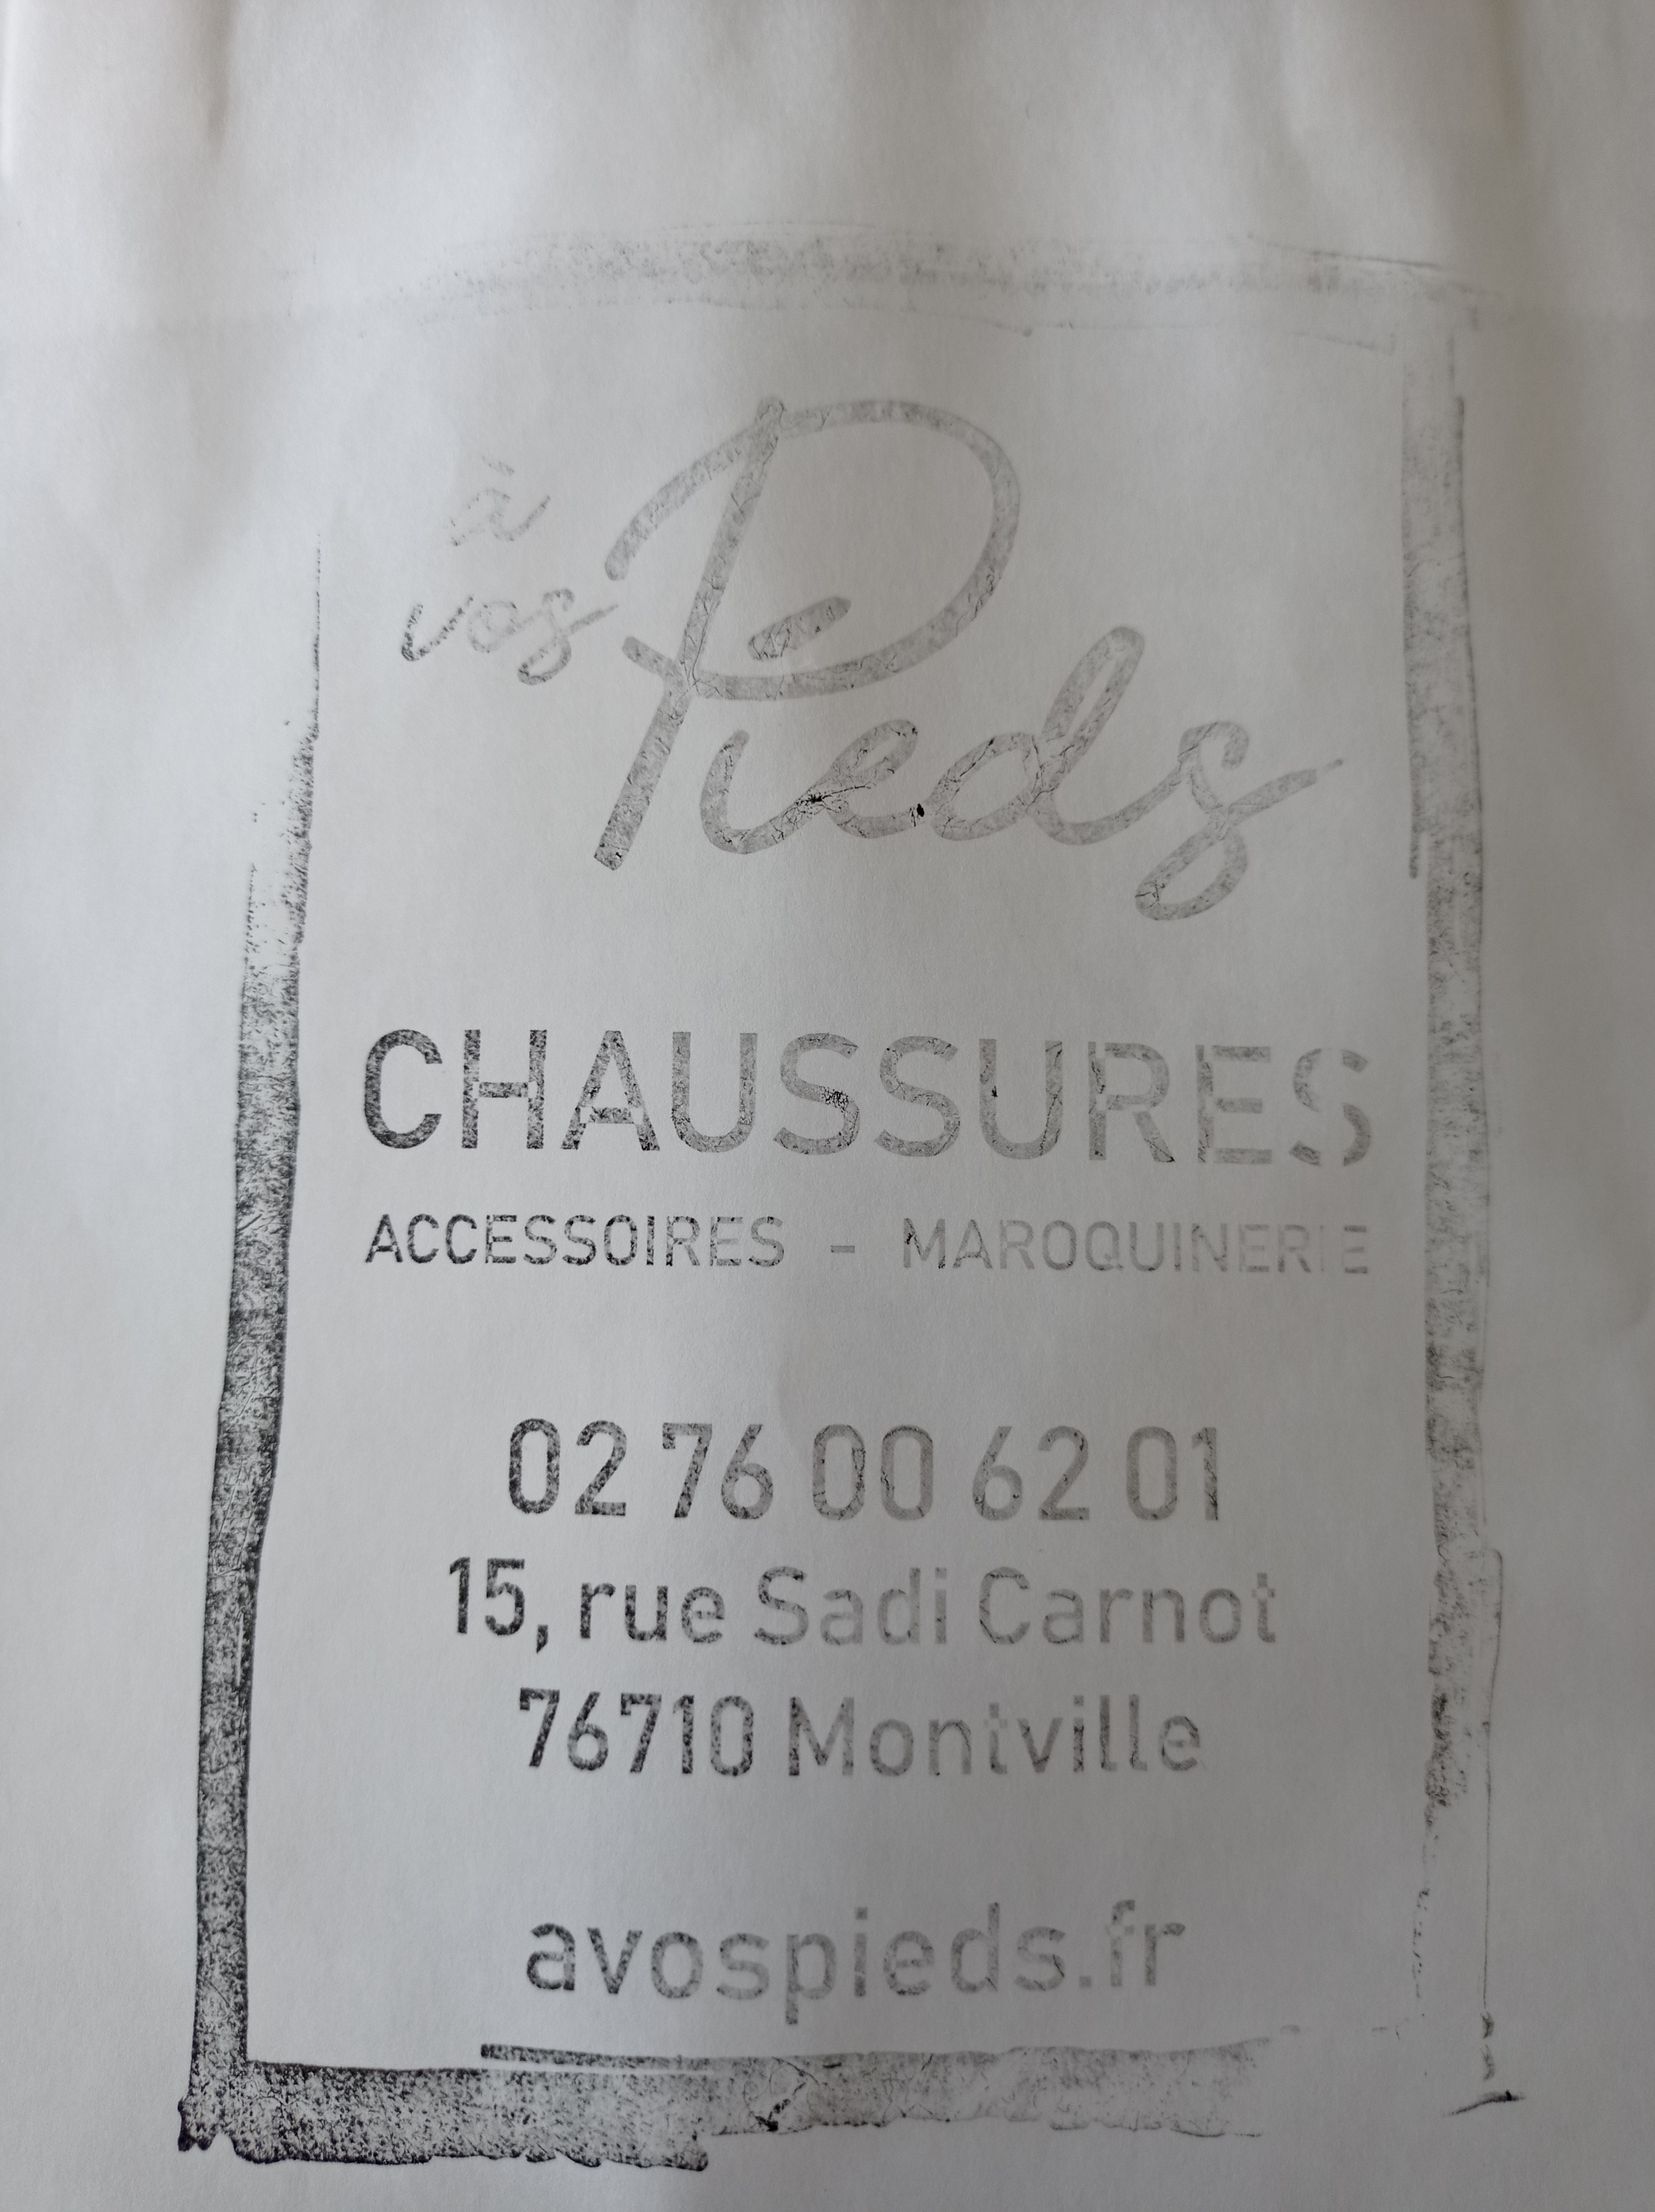 à
vos Pieds
CHAUSSURES
ACCESSOIRES - MAROQUINERIE
02 76 00 62 01
15, rue Sadi Carnot
76710 Montville
avospieds.fr